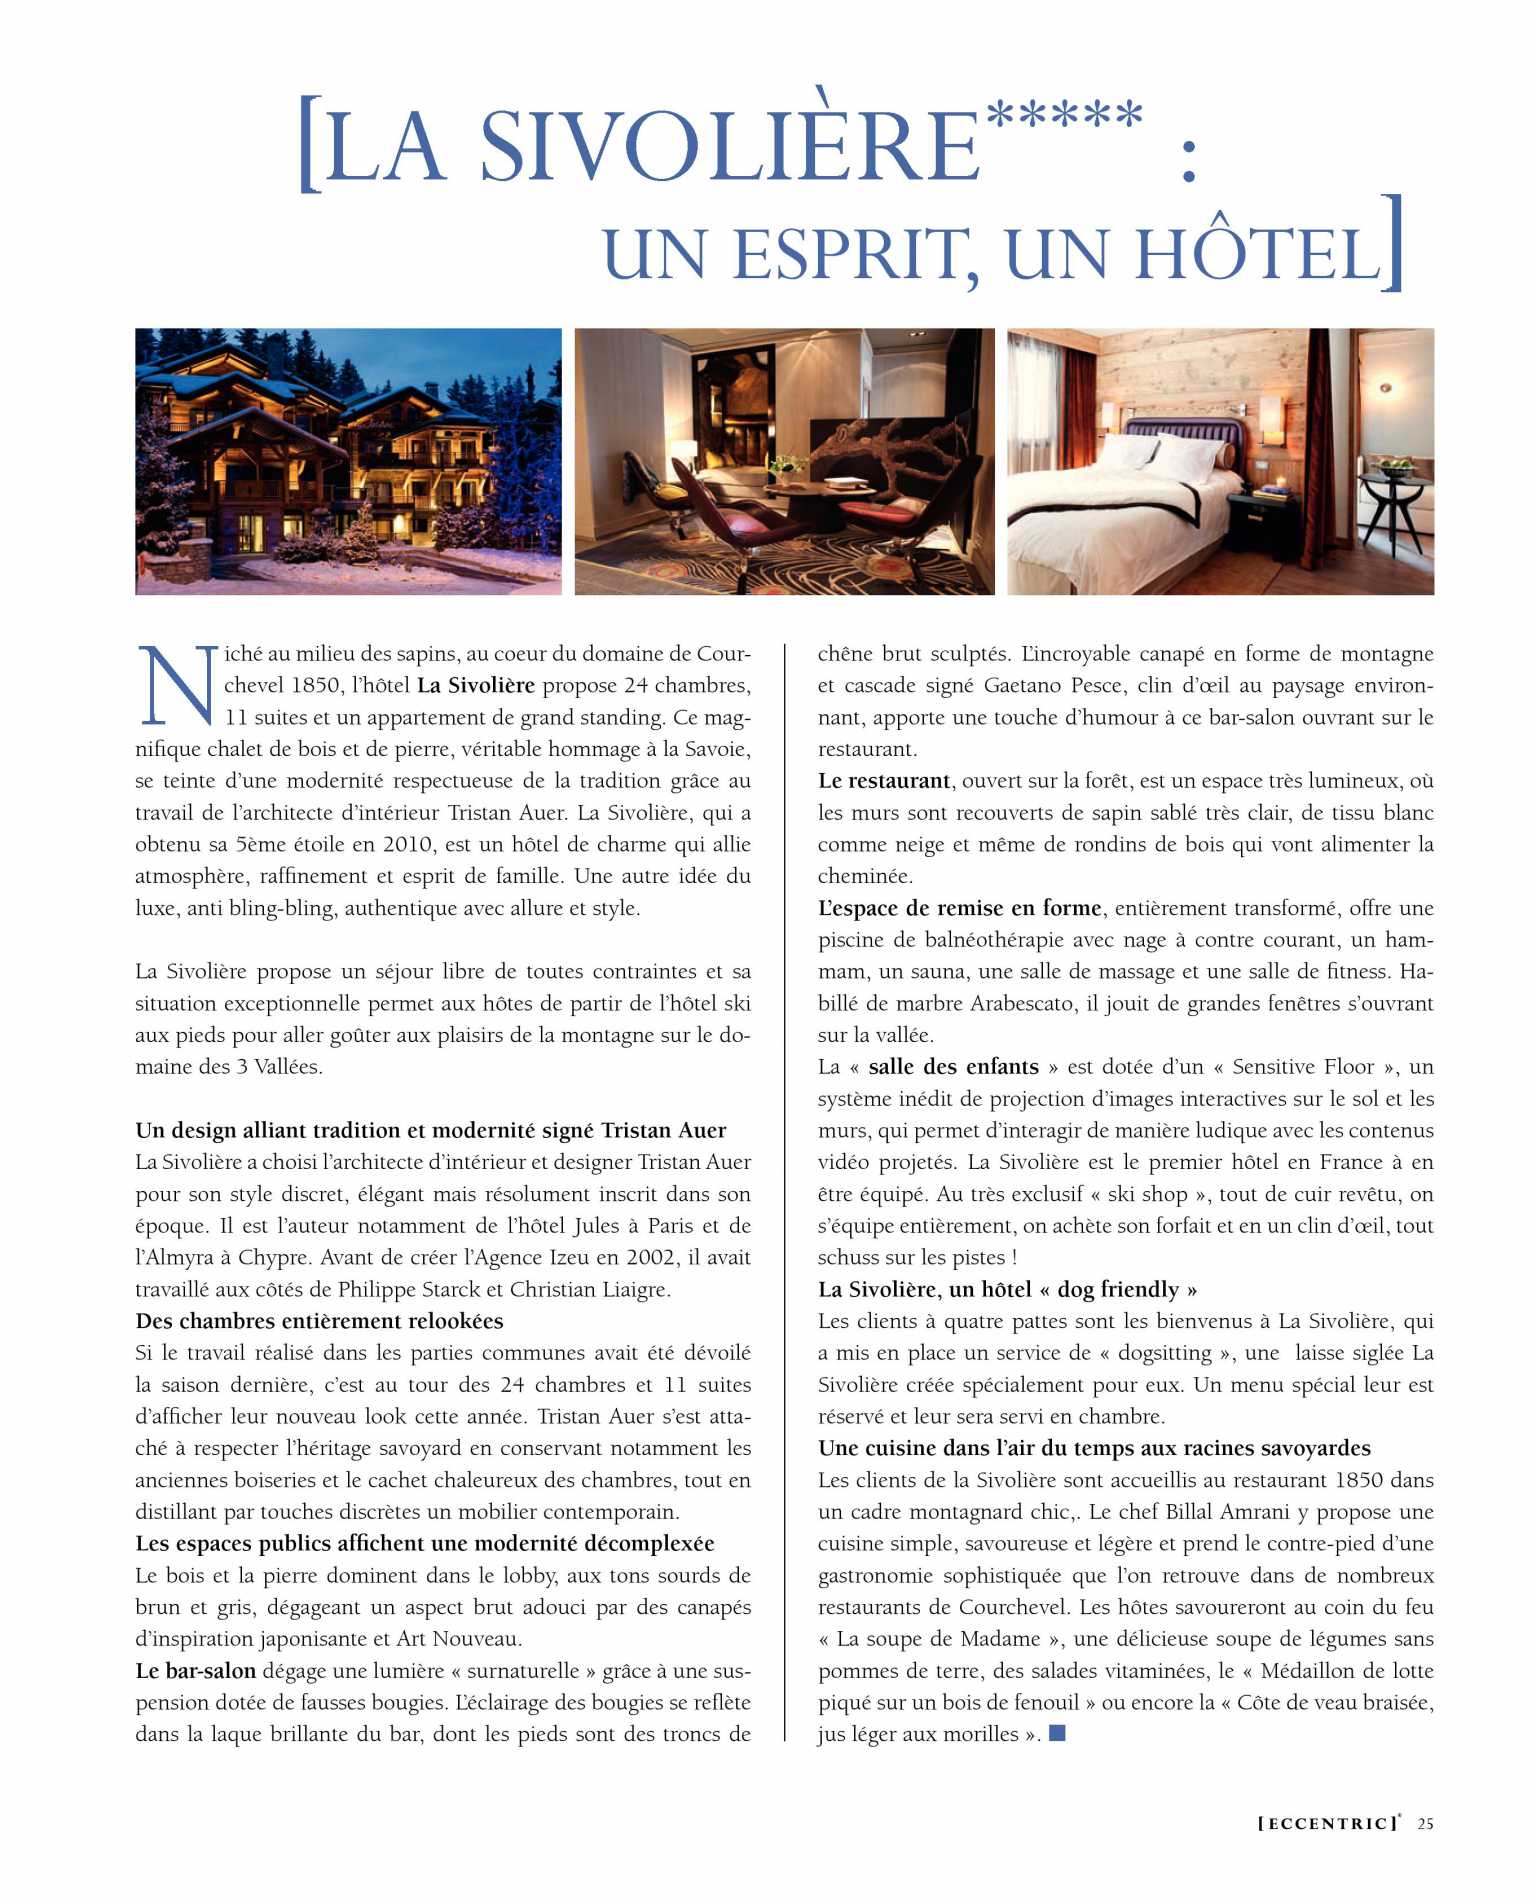 [LA SIVOLIÈRE***** :
UN ESPRIT, UN HÔTEL]
Niché au milieu des sapins, au coeur du domaine de Cour-
chevel 1850, l’hôtel La Sivolière propose 24 chambres,
11 suites et un appartement de grand standing. Ce mag-
nifique chalet de bois et de pierre, véritable hommage à la Savoie,
se teinte d’une modernité respectueuse de la tradition grâce au
travail de l’architecte d’intérieur Tristan Auer. La Sivolière, qui a
obtenu sa 5ème étoile en 2010, est un hôtel de charme qui allie
atmosphère, raffinement et esprit de famille. Une autre idée du
luxe, anti bling-bling, authentique avec allure et style.
La Sivolière propose un séjour libre de toutes contraintes et sa
situation exceptionnelle permet aux hôtes de partir de l’hôtel ski
aux pieds pour aller goûter aux plaisirs de la montagne sur le do-
maine des 3 Vallées.
Un design alliant tradition et modernité signé Tristan Auer
La Sivolière a choisi l’architecte d’intérieur et designer Tristan Auer
pour son style discret, élégant mais résolument inscrit dans son
époque. Il est l’auteur notamment de l’hôtel Jules à Paris et de
l’Almyra à Chypre. Avant de créer l’Agence Izeu en 2002, il avait
travaillé aux côtés de Philippe Starck et Christian Liaigre.
Des chambres entièrement relookées
Si le travail réalisé dans les parties communes avait été dévoilé
la saison dernière, c’est au tour des 24 chambres et 11 suites
d’afficher leur nouveau look cette année. Tristan Auer s’est atta-
ché à respecter l’héritage savoyard en conservant notamment les
anciennes boiseries et le cachet chaleureux des chambres, tout en
distillant par touches discrètes un mobilier contemporain.
Les espaces publics affichent une modernité décomplexée
Le bois et la pierre dominent dans le lobby, aux tons sourds de
brun et gris, dégageant un aspect brut adouci par des canapés
d’inspiration japonisante et Art Nouveau.
Le bar-salon dégage une lumière « surnaturelle » grâce à une sus-
pension dotée de fausses bougies. L’éclairage des bougies se reflète
dans la laque brillante du bar, dont les pieds sont des troncs de
chêne brut sculptés. L’incroyable canapé en forme de montagne
et cascade signé Gaetano Pesce, clin d’œil au paysage environ-
nant, apporte une touche d’humour à ce bar-salon ouvrant sur le
restaurant.
Le restaurant, ouvert sur la forêt, est un espace très lumineux, où
les murs sont recouverts de sapin sablé très clair, de tissu blanc
comme neige et même de rondins de bois qui vont alimenter la
cheminée.
L’espace de remise en forme, entièrement transformé, offre une
piscine de balnéothérapie avec nage à contre courant, un ham-
mam, un sauna, une salle de massage et une salle de fitness. Ha-
billé de marbre Arabescato, il jouit de grandes fenêtres s’ouvrant
sur la vallée.
La « salle des enfants » est dotée d’un « Sensitive Floor », un
système inédit de projection d’images interactives sur le sol et les
murs, qui permet d’interagir de manière ludique avec les contenus
vidéo projetés. La Sivolière est le premier hôtel en France à en
être équipé. Au très exclusif « ski shop », tout de cuir revêtu, on
s’équipe entièrement, on achète son forfait et en un clin d’œil, tout
schuss sur les pistes !
La Sivolière, un hôtel « dog friendly »
Les clients à quatre pattes sont les bienvenus à La Sivolière, qui
a mis en place un service de « dogsitting », une laisse siglée La
Sivolière créée spécialement pour eux. Un menu spécial leur est
réservé et leur sera servi en chambre.
Une cuisine dans l’air du temps aux racines savoyardes
Les clients de la Sivolière sont accueillis au restaurant 1850 dans
un cadre montagnard chic,. Le chef Billal Amrani y propose une
cuisine simple, savoureuse et légère et prend le contre-pied d’une
gastronomie sophistiquée que l’on retrouve dans de nombreux
restaurants de Courchevel. Les hôtes savoureront au coin du feu
« La soupe de Madame », une délicieuse soupe de légumes sans
pommes de terre, des salades vitaminées, le « Médaillon de lotte
piqué sur un bois de fenouil » ou encore la « Côte de veau braisée,
jus léger aux morilles ».
[ECCENTRIC]* 25